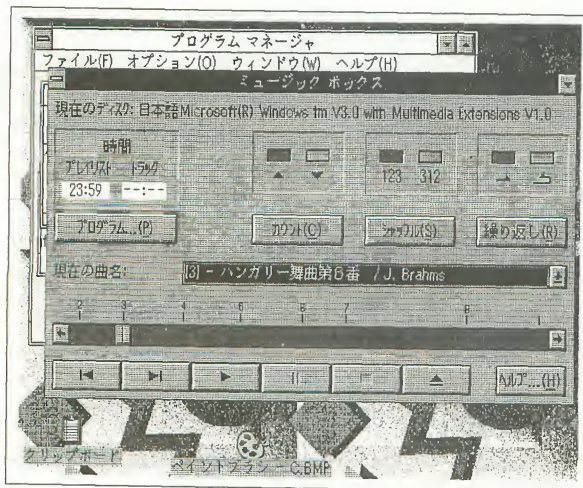 プログラム マネージャ
ファイル(F) オプション(O) ウィンドウ(W) ヘルプ(H)
ミュージック ボックス
現在のディスク: 日本語Microsoft(R) Windows tm V3.0 with Multimedia Extensions V1.0
時間
プレイリスト トラック
23:59 --:--
123 312
プログラム...(P) カウント(C) シャッフル(S) 繰り返し(R)
現在の曲名: [3] - ハンガリー舞曲第6番 / J. Brahms
2 3 4 5 6 7 8
ヘルプ...(H)
クリップボード
ペイントブラシ - C.BMP